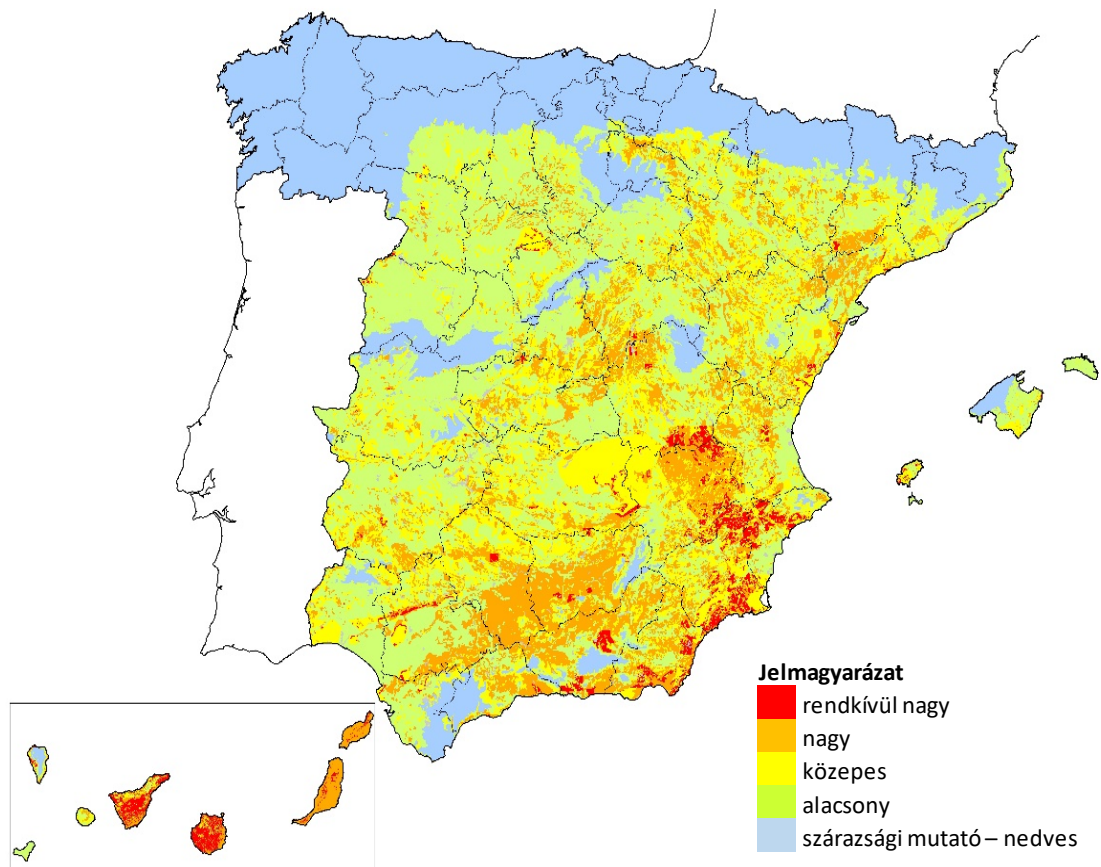 Jelmagyarázat
rendkívül nagy
nagy
közepes
alacsony
szárazsági mutató – nedves